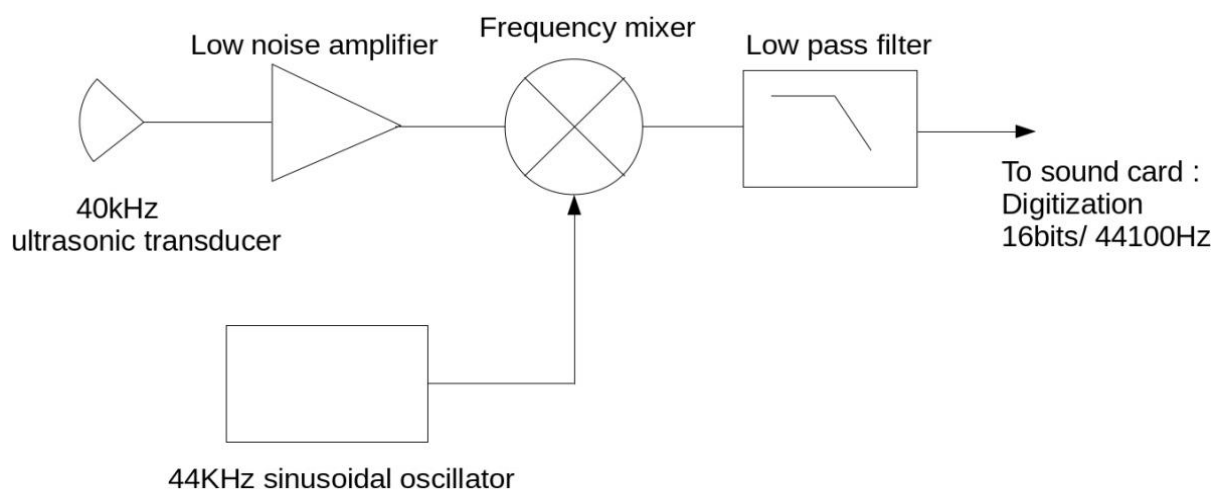 Low noise amplifier
Frequency mixer
Low pass filter
40kHz
ultrasonic transducer
To sound card :
Digitization
16bits/ 44100Hz
44KHz sinusoidal oscillator